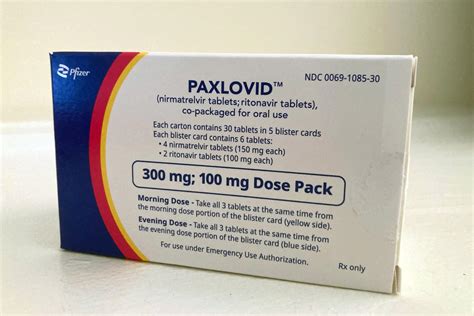 Pfizer
NDC 0069-1085-30
PAXLOVID™
(nirmatrelvir tablets; ritonavir tablets),
co-packaged for oral use
Each carton contains 30 tablets in 5 blister cards
Each blister card contains 6 tablets:
• 4 nirmatrelvir tablets (150 mg each)
• 2 ritonavir tablets (100 mg each)
300 mg; 100 mg Dose Pack
Morning Dose - Take all 3 tablets at the same time from
the morning dose portion of the blister card (yellow side).
Evening Dose - Take all 3 tablets at the same time from
the evening dose portion of the blister card (blue side).
For use under Emergency Use Authorization.
Rx only